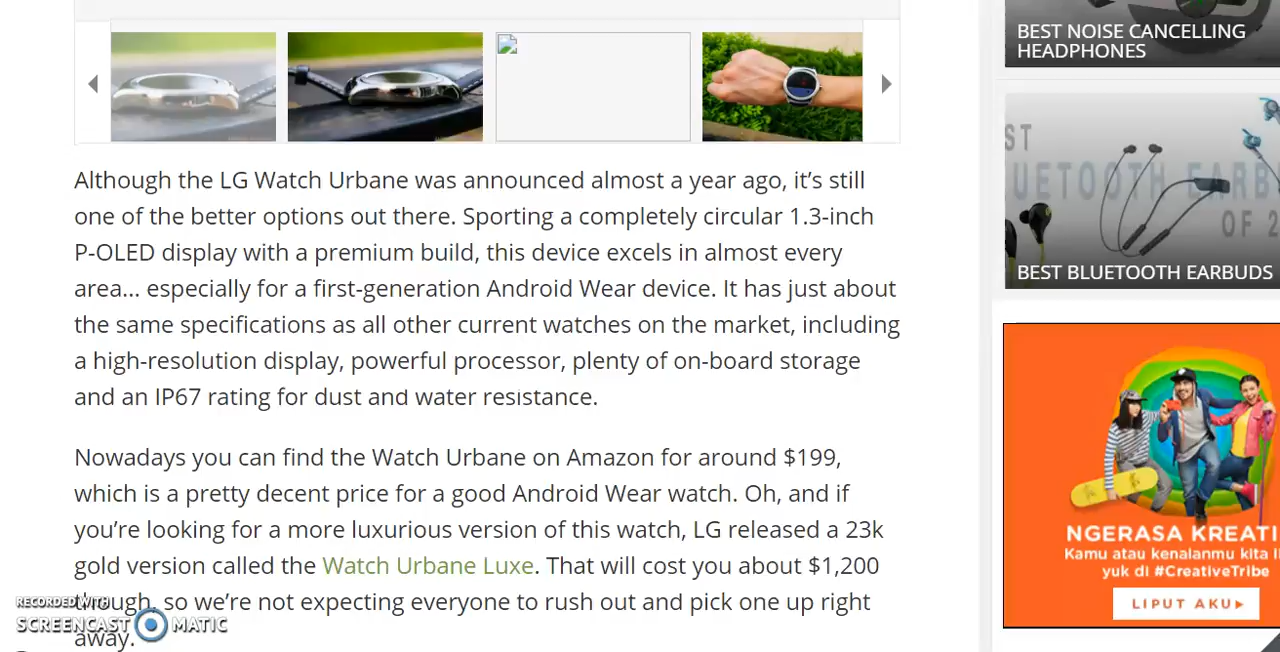 BEST NOISE CANCELLING
HEADPHONES
ST
UETOOTH EARB
OF 2
BEST BLUETOOTH EARBUDS
Although the LG Watch Urbane was announced almost a year ago, it’s still
one of the better options out there. Sporting a completely circular 1.3-inch
P-OLED display with a premium build, this device excels in almost every
area… especially for a first-generation Android Wear device. It has just about
the same specifications as all other current watches on the market, including
a high-resolution display, powerful processor, plenty of on-board storage
and an IP67 rating for dust and water resistance.
Nowadays you can find the Watch Urbane on Amazon for around $199,
which is a pretty decent price for a good Android Wear watch. Oh, and if
you’re looking for a more luxurious version of this watch, LG released a 23k
gold version called the Watch Urbane Luxe. That will cost you about $1,200
though, so we’re not expecting everyone to rush out and pick one up right
away.
NGERASA KREATI
Kamu atau kenalanmu kita l
yuk di #CreativeTribe
LIPUT AKU
RECORDED WITH
SCREENCAST MATIC